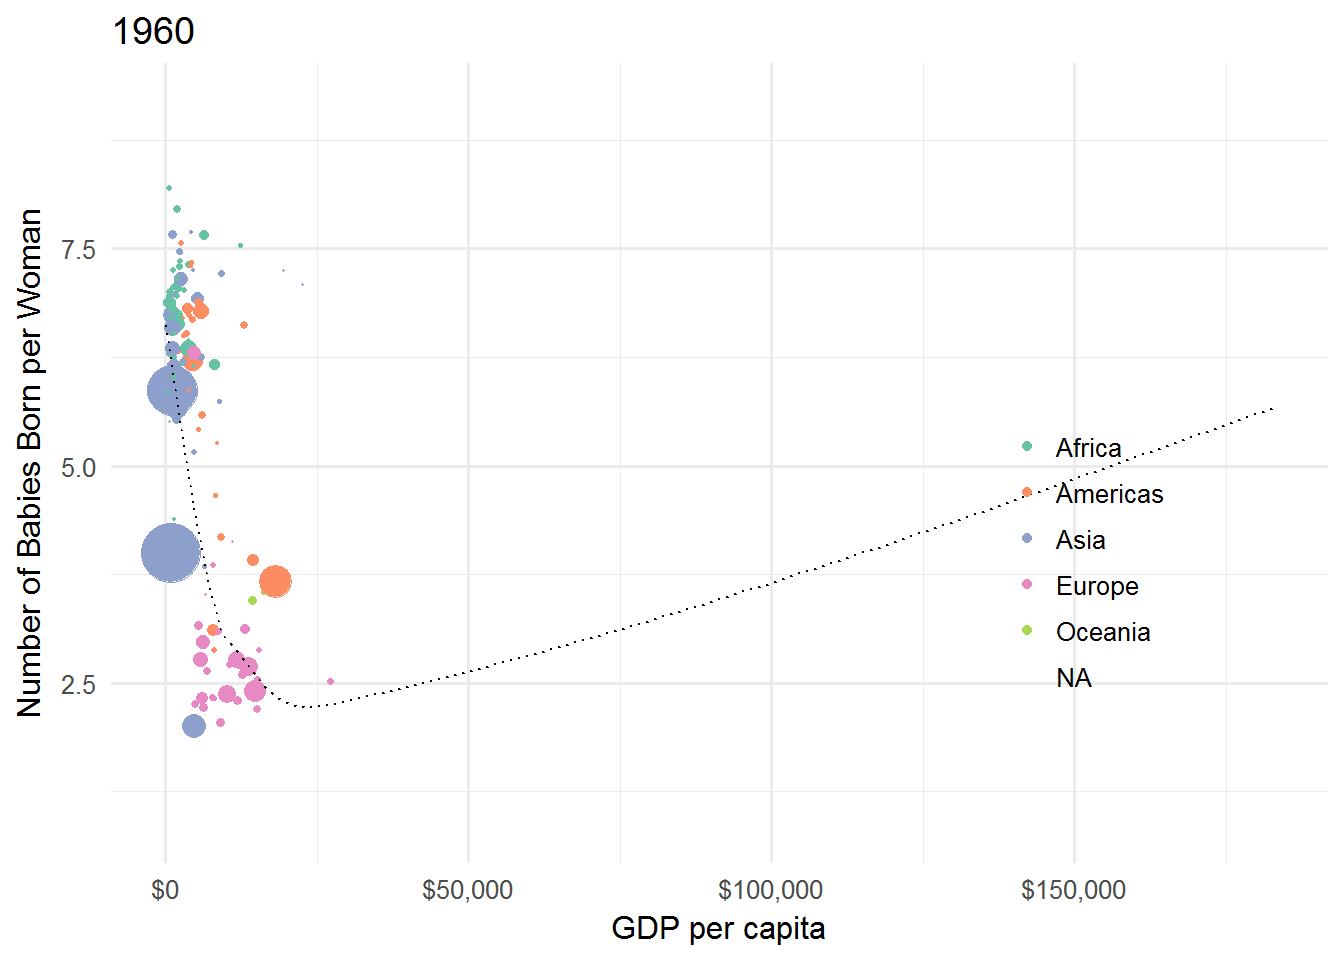 1960
Number of Babies Born per Woman
7.5
5.0
2.5
Africa
Americas
Asia
Europe
Oceania
NA
$0
$50,000
$100,000
$150,000
GDP per capita